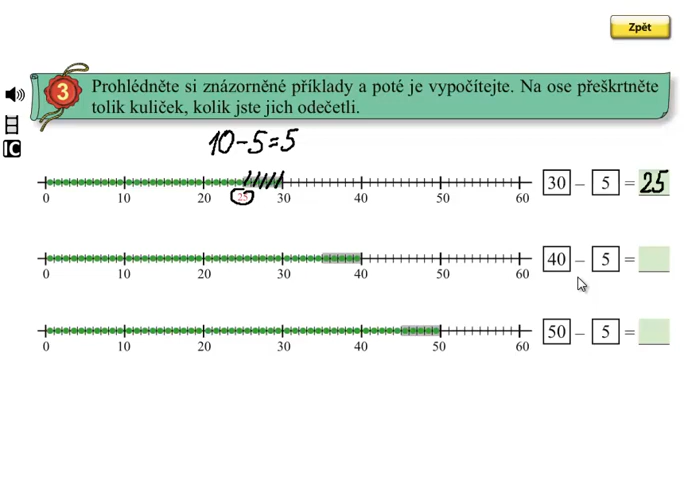 Zpět
3 Prohlédněte si znázorněné příklady a poté je vypočítejte. Na ose přeškrtněte
tolik kuliček, kolik jste jich odečetli.
10-5=5
0 10 20 25 30 40 50 60 30 – 5 = 25
0 10 20 30 40 50 60 40 – 5 =
0 10 20 30 40 50 60 50 – 5 =